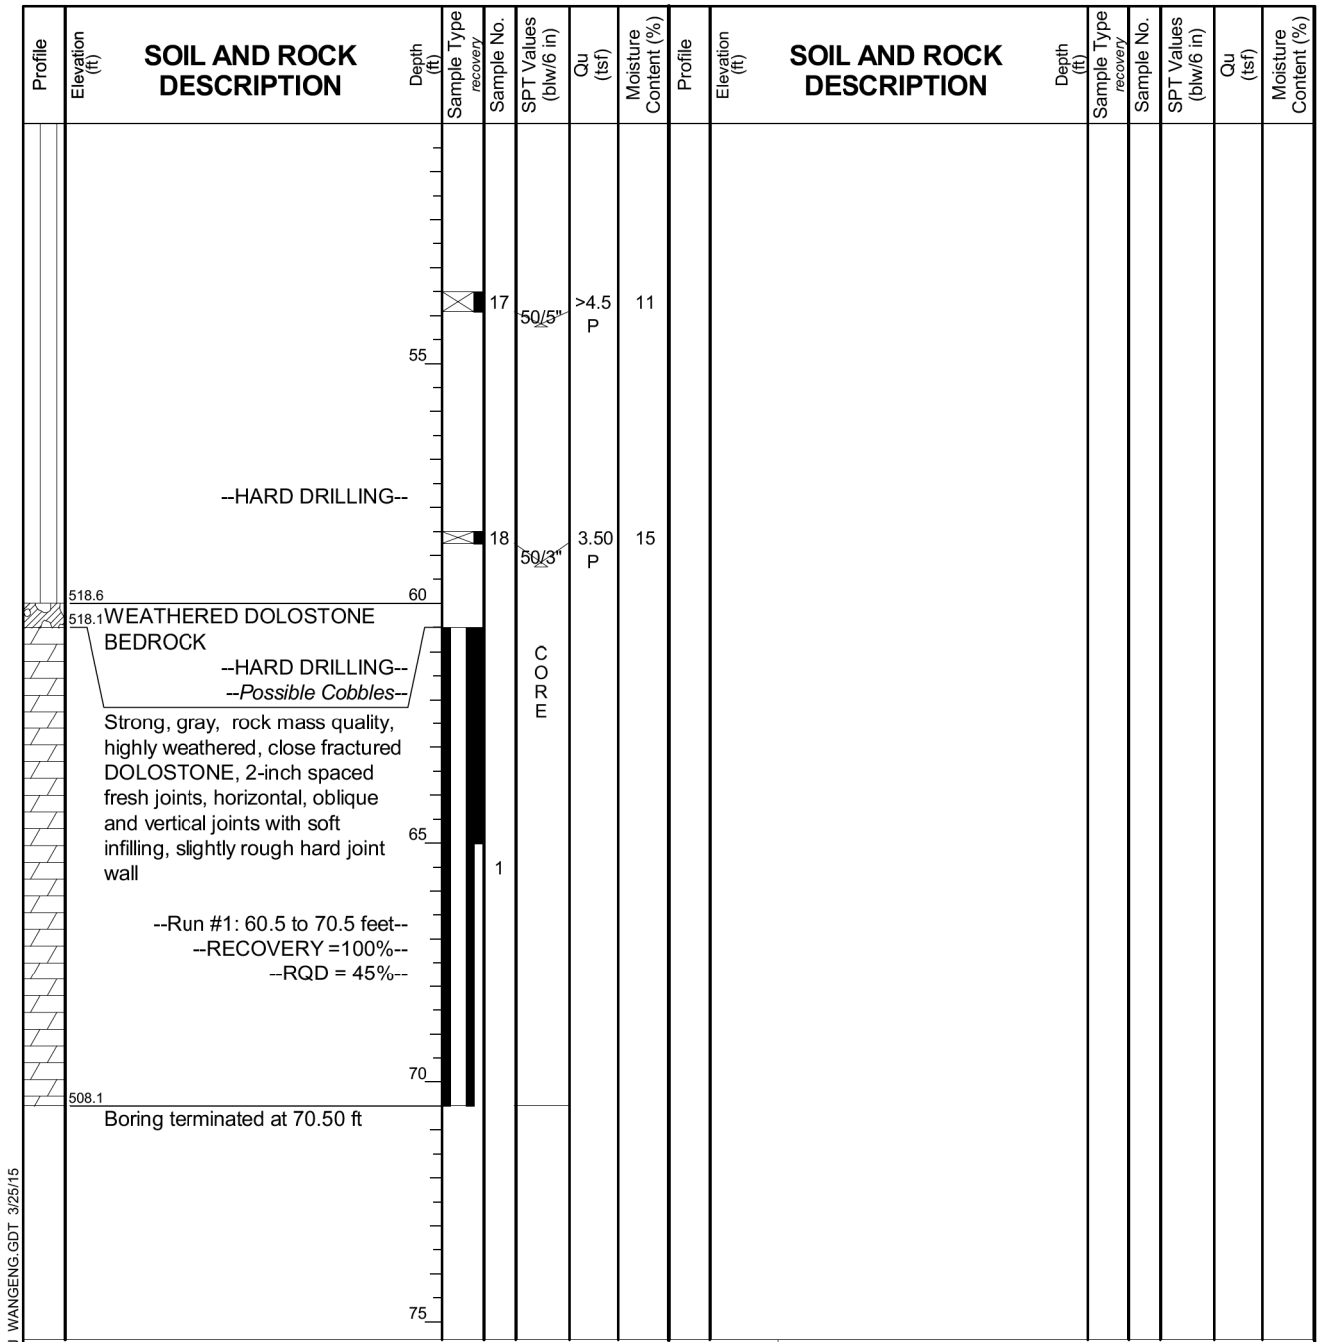 Profile
Elevation
(ft)
SOIL AND ROCK
DESCRIPTION
Depth
(ft)
Sample Type
recovery
Sample No.
SPT Values
(blw/6 in)
Qu
(tsf)
Moisture
Content (%)
Profile
Elevation
(ft)
SOIL AND ROCK
DESCRIPTION
Depth
(ft)
Sample Type
recovery
Sample No.
SPT Values
(blw/6 in)
Qu
(tsf)
Moisture
Content (%)
17
50/5"
>4.5
P
11
55
--HARD DRILLING--
18
50/3"
3.50
P
15
518.6
60
518.1
WEATHERED DOLOSTONE
BEDROCK
--HARD DRILLING--
--Possible Cobbles--
C
O
R
E
Strong, gray, rock mass quality,
highly weathered, close fractured
DOLOSTONE, 2-inch spaced
fresh joints, horizontal, oblique
and vertical joints with soft
infilling, slightly rough hard joint
wall
65
1
--Run #1: 60.5 to 70.5 feet--
--RECOVERY =100%--
--RQD = 45%--
70
508.1
Boring terminated at 70.50 ft
75
WANGENG.GDT 3/25/15